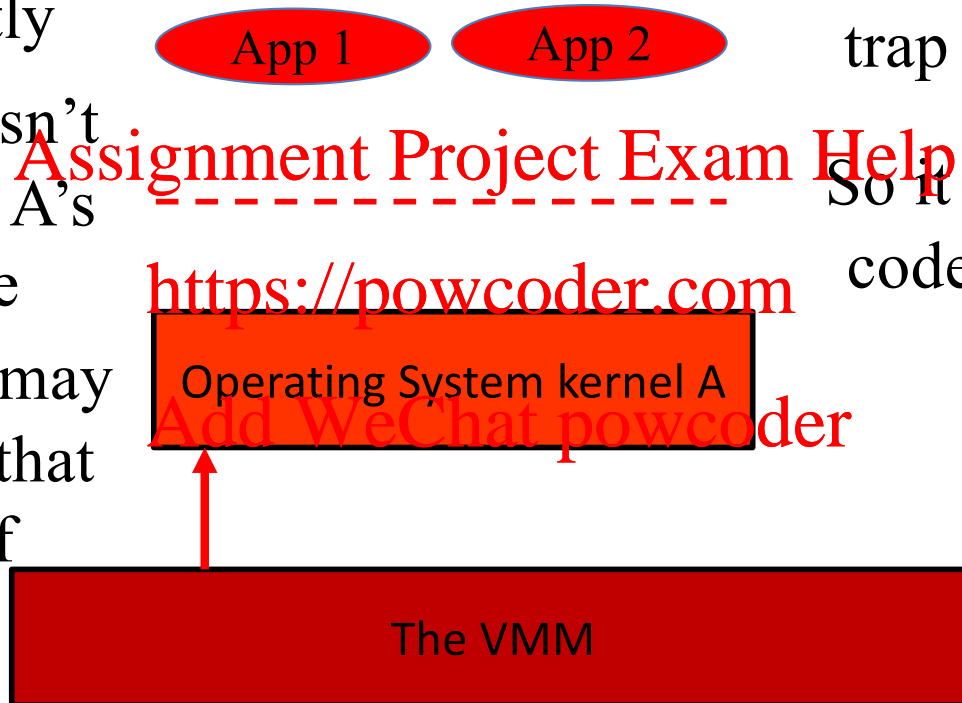 tly
App 1
App 2
trap
sn't
Assignment Project Exam Help
A's
So it
e
https://powcoder.com
code
may
Operating System kernel A
Add WeChat powcoder
that
f
The VMM